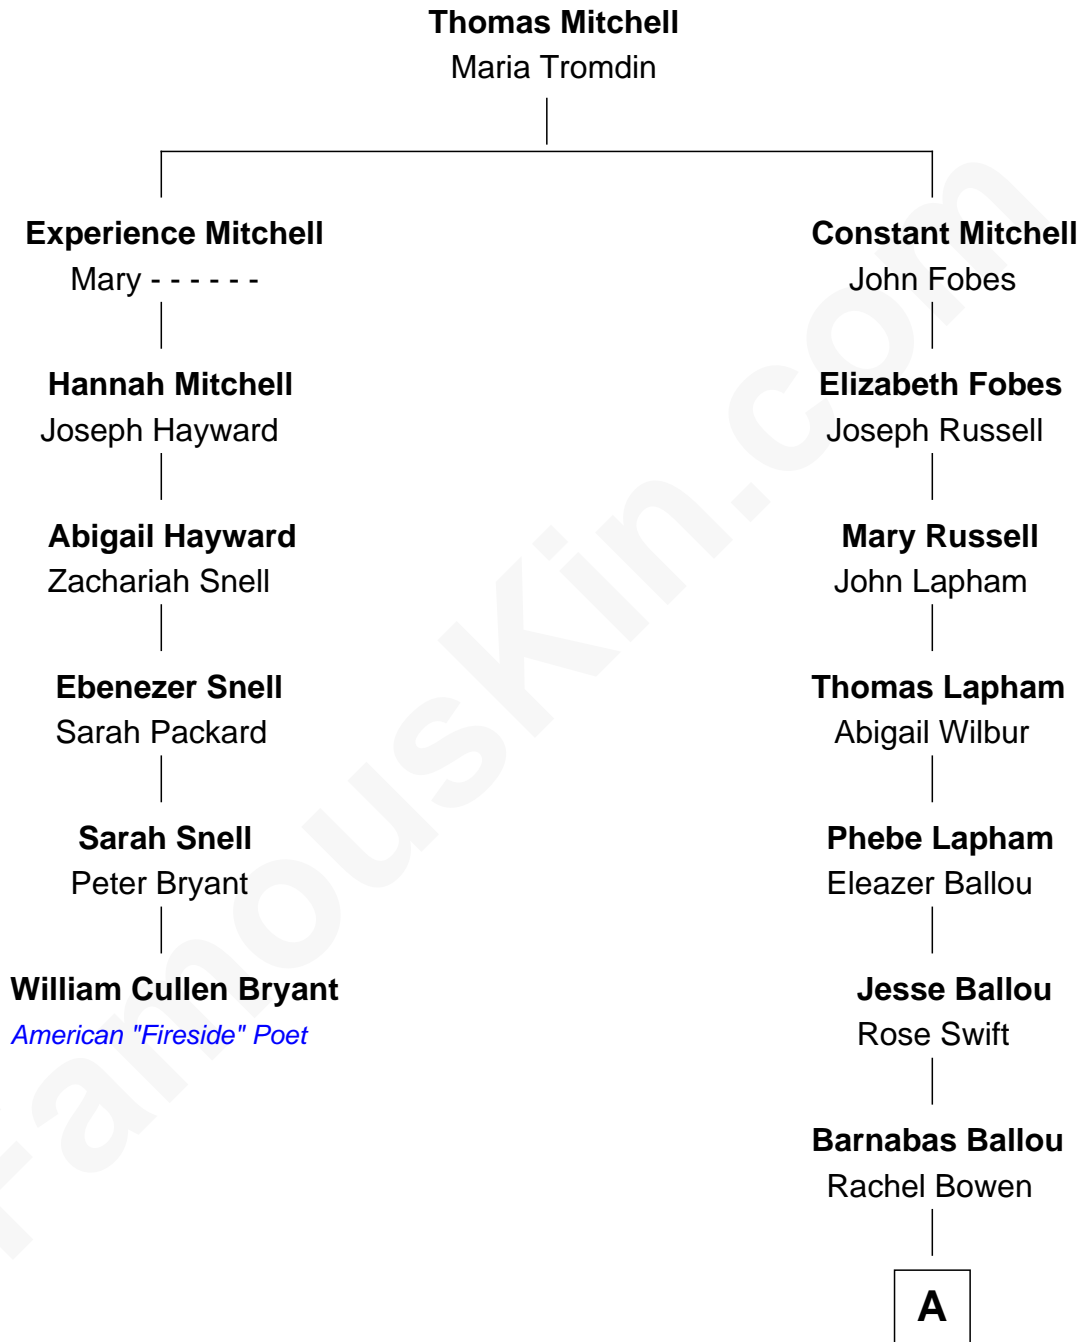 Thomas Mitchell
Maria Tromdin
Experience Mitchell
Mary - - - - - -
Hannah Mitchell
Joseph Hayward
Abigail Hayward
Zachariah Snell
Ebenezer Snell
Sarah Packard
Sarah Snell
Peter Bryant
William Cullen Bryant
American "Fireside" Poet
Constant Mitchell
John Fobes
Elizabeth Fobes
Joseph Russell
Mary Russell
John Lapham
Thomas Lapham
Abigail Wilbur
Phebe Lapham
Eleazer Ballou
Jesse Ballou
Rose Swift
Barnabas Ballou
Rachel Bowen
A
FamousKin.com